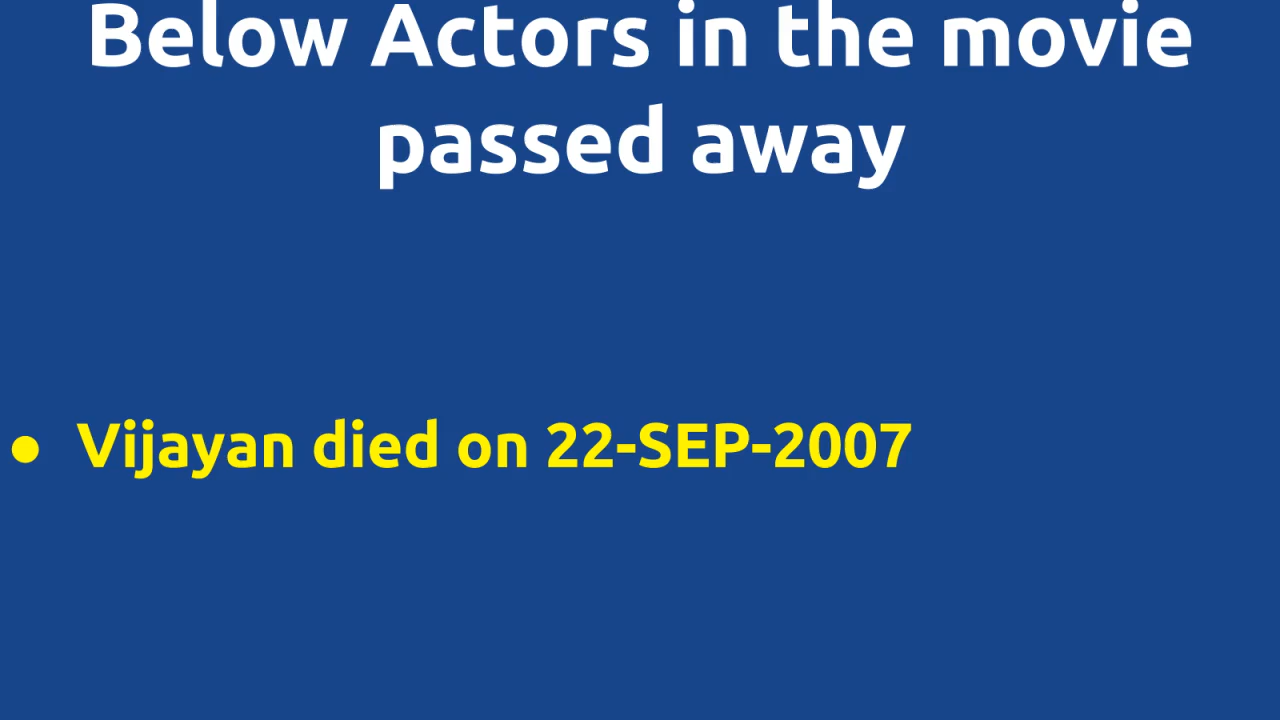 Below Actors in the movie
passed away
● Vijayan died on 22-SEP-2007